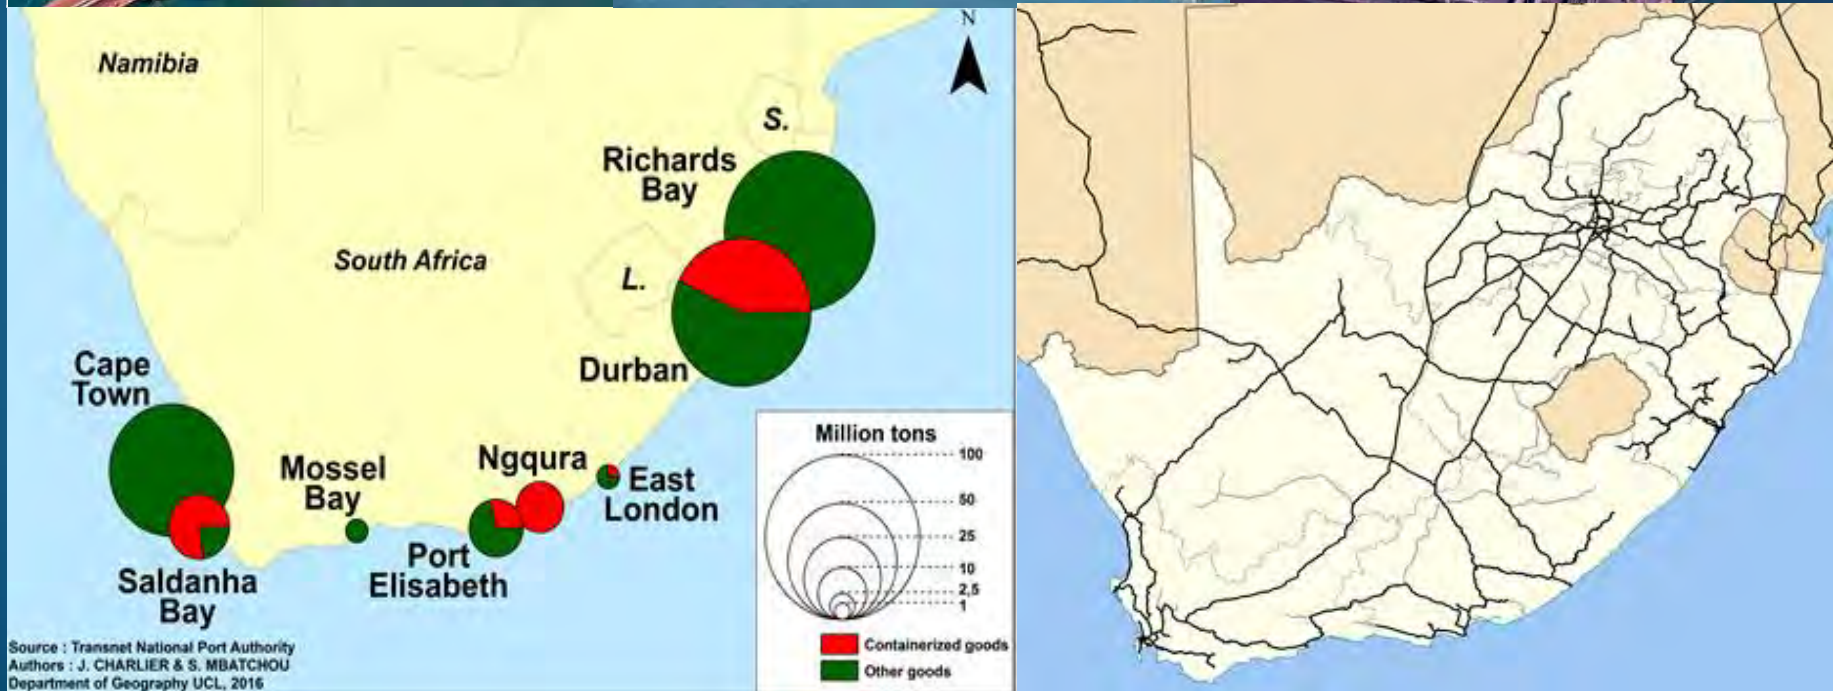 Namibia
N
S.
Richards
Bay
South Africa
L.
Durban
Cape
Town
Mossel
Bay
Ngqura
East
London
Port
Elisabeth
Saldanha
Bay
Million tons
100
50
25
10
2,5
1
Containerized goods
Other goods
Source : Transnet National Port Authority
Authors : J. CHARLIER & S. MBATCHOU
Department of Geography UCL, 2016